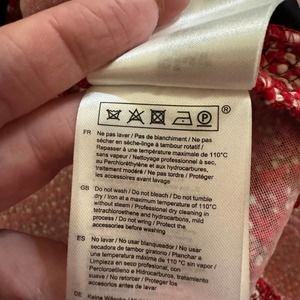 ®
FR
Ne pas laver / Pas de blanchiment / Ne pas
sécher en sèche-linge à tambour rotatif /
Repasser à une température maximale de 110°C
sans vapeur / Nettoyage professionnel à sec,
au Perchloréthylène et aux hydrocarbures,
Traitement modéré / Ne pas tordre / Protéger
les accessoires avant lavage
GB
Do not wash / Do not bleach / Do not tumble
dry / Iron at a maximum temperature of 110°C
without steam / Professional dry cleaning in
tetrachloroethene and hydrocarbons, mild
process / Do not wring / Protect the
accessories before washing
ES
No lavar / No usar blanqueador / No usar
secadora de tambor giratorio / Planchar a
una temperatura máxima de 110 °C sin vapor /
Limpieza en seco profesional, con
Percloroetileno e Hidrocarburos, tratamiento
suave / No retorcer / Proteger los
accesorios antes de lavar
DE